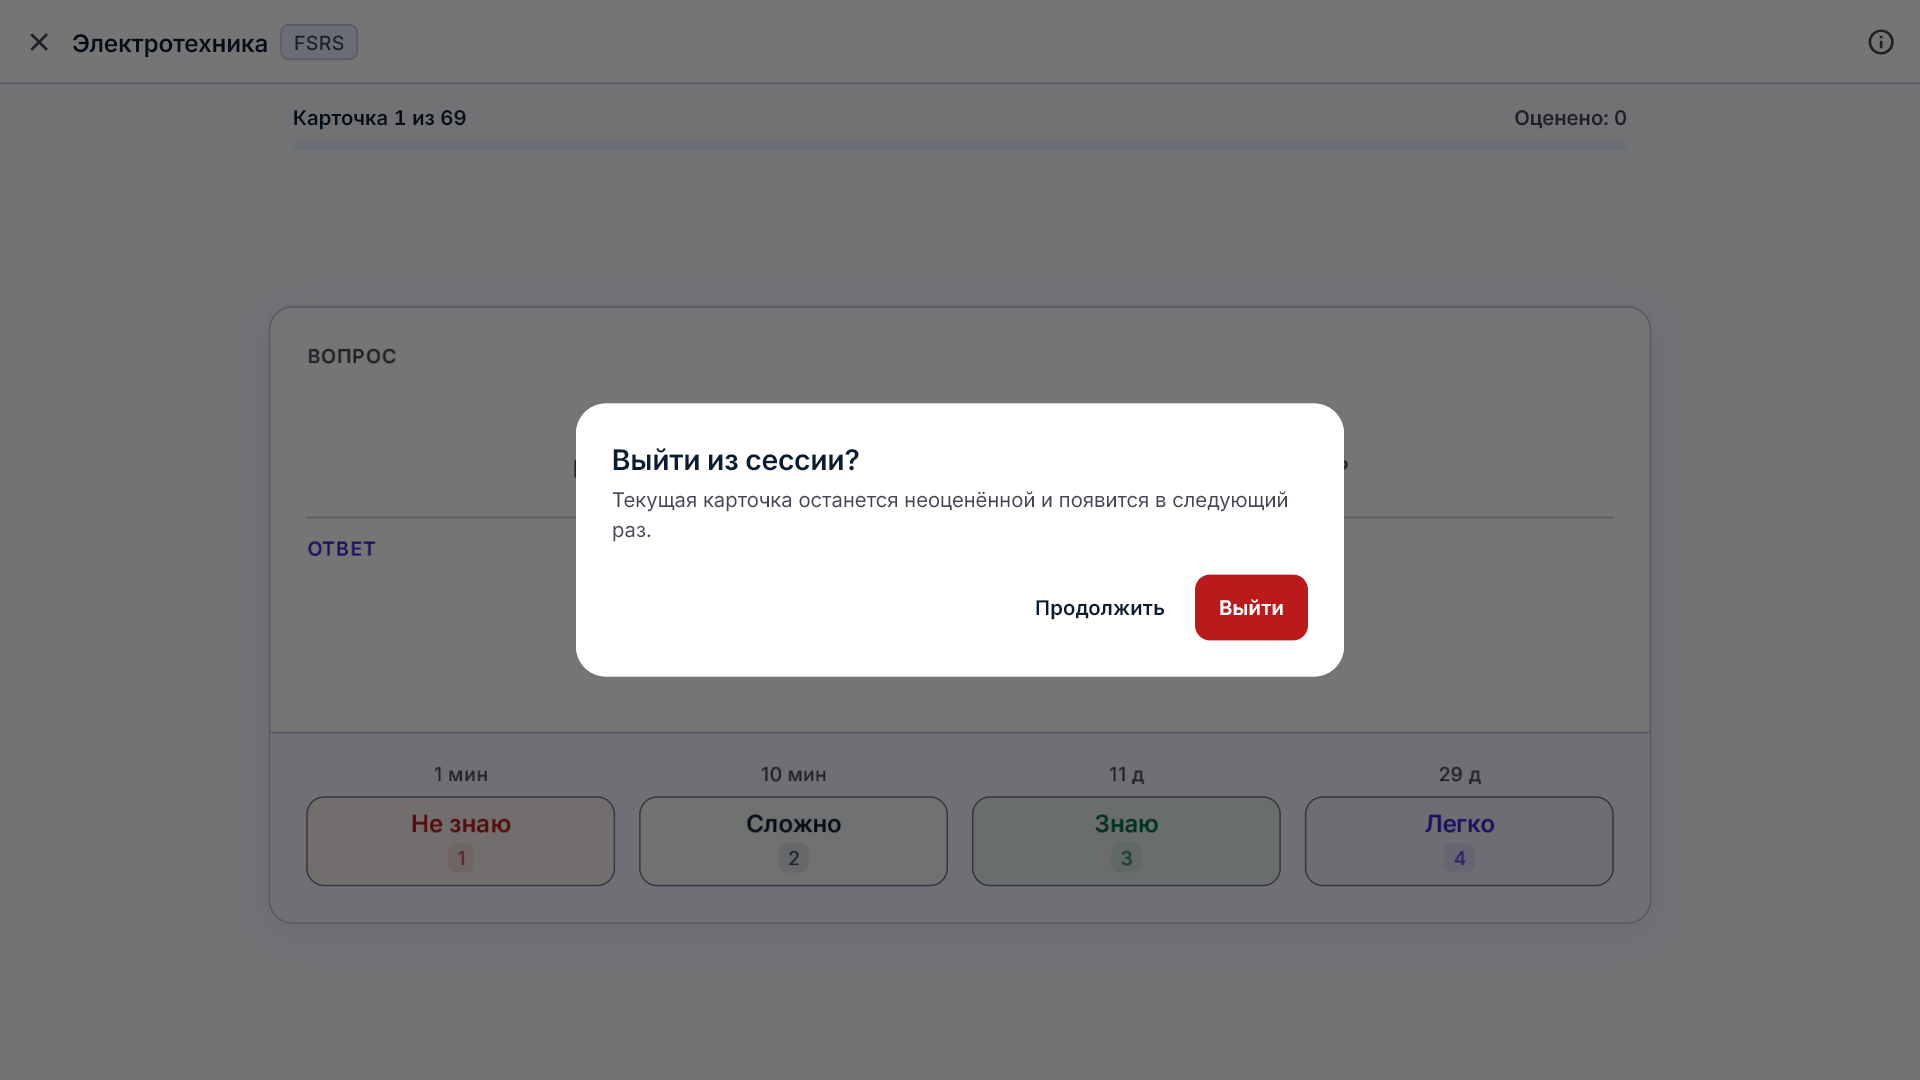 Электротехника FSRS
Карточка 1 из 69
Оценено: 0
ВОПРОС
Выйти из сессии?
Текущая карточка останется неоценённой и появится в следующий
раз.
Продолжить
Выйти
ОТВЕТ
1 мин
10 мин
11 д
29 д
Не знаю
1
Сложно
2
Знаю
3
Легко
4